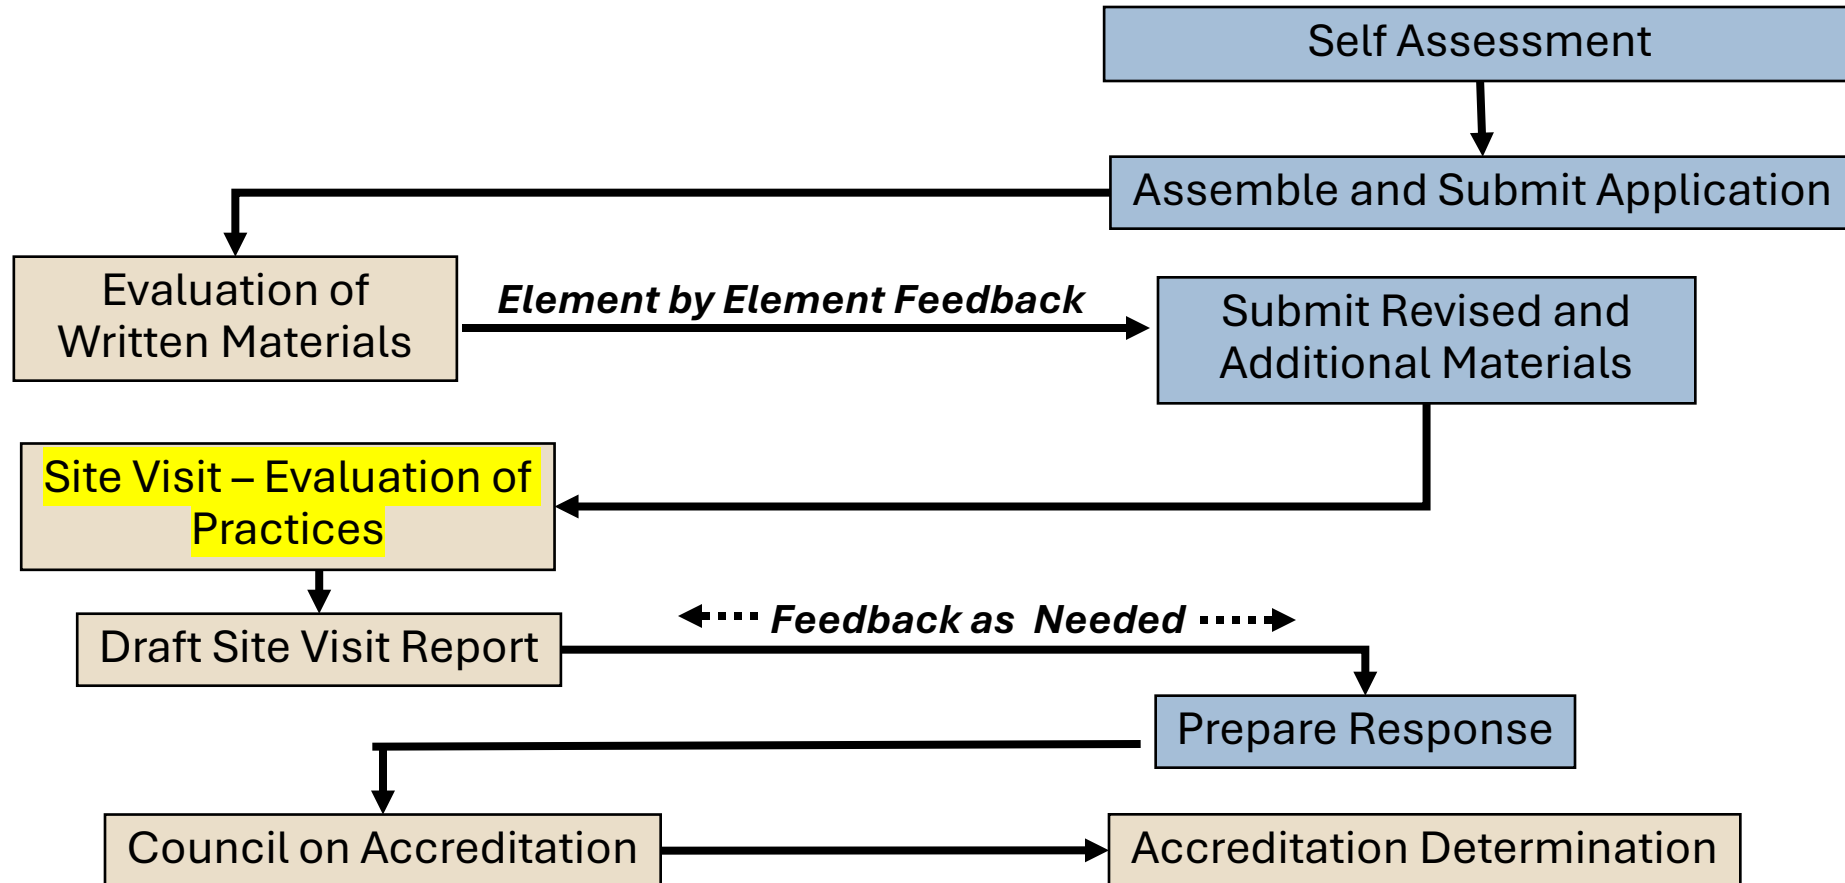 Self Assessment
Assemble and Submit Application
Evaluation of
Written Materials
Element by Element Feedback
Submit Revised and
Additional Materials
Site Visit – Evaluation of
Practices
Draft Site Visit Report
Feedback as Needed
Prepare Response
Council on Accreditation
Accreditation Determination